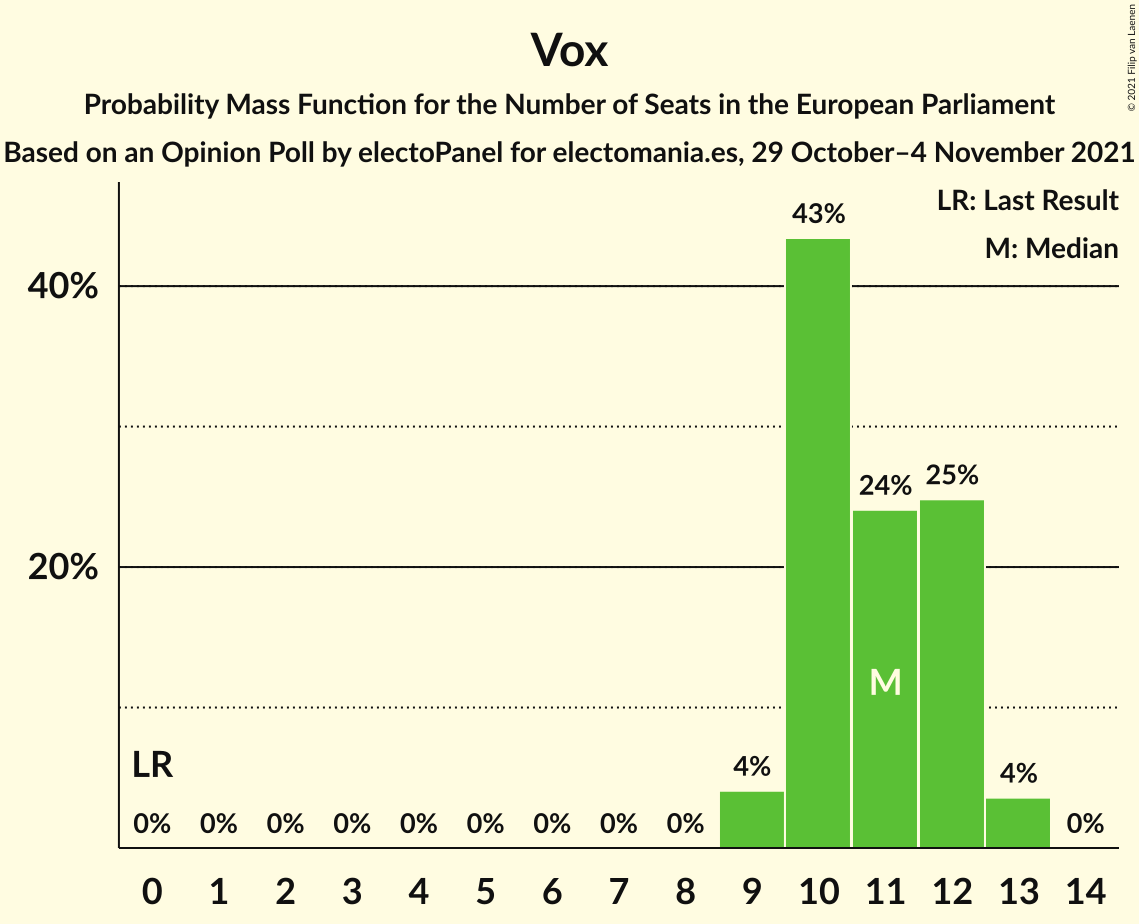 Vox
Probability Mass Function for the Number of Seats in the European Parliament
Based on an Opinion Poll by electoPanel for electomania.es, 29 October–4 November 2021
© 2021 Filip van Laenen
LR: Last Result
M: Median
43%
40%
24% 25%
20%
M
LR
4% 4%
0% 0% 0% 0% 0% 0% 0% 0% 0% 0%
0 1 2 3 4 5 6 7 8 9 10 11 12 13 14